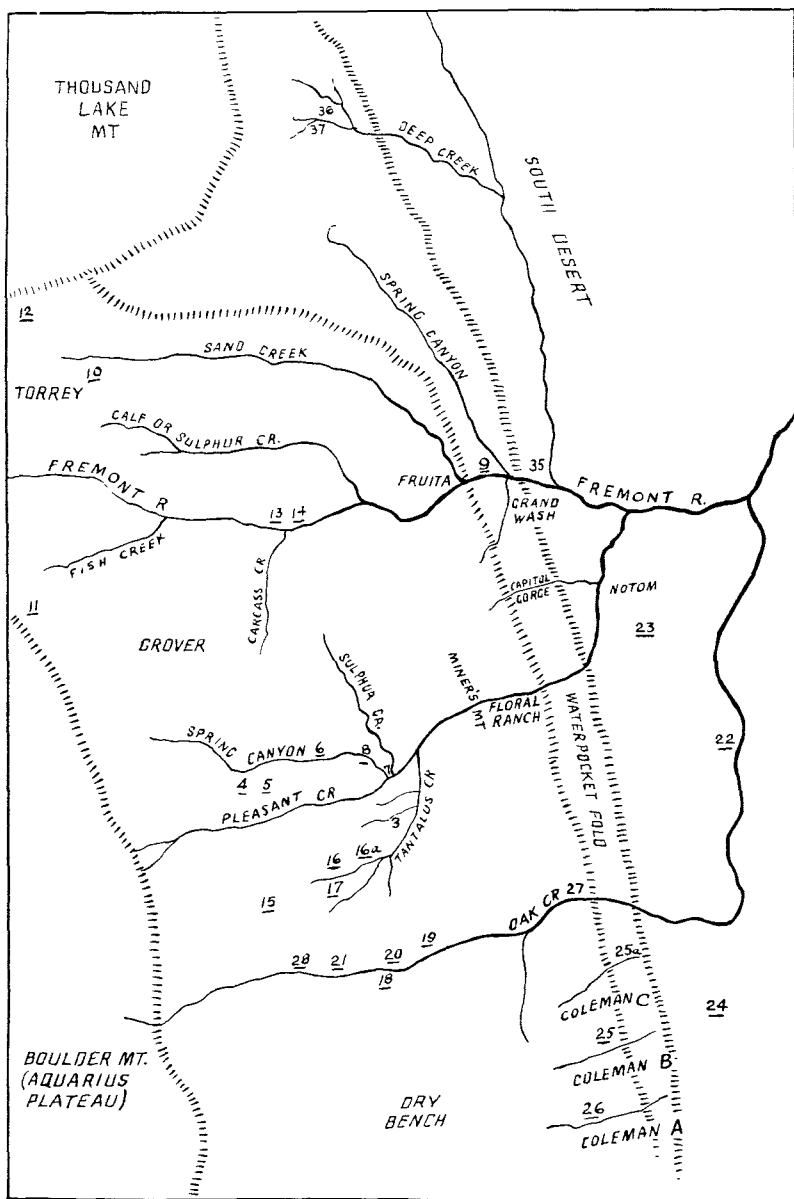 THOUSAND
LAKE
MT
36
37
DEEP CREEK
SOUTH DESERT
SPRING CANYON
12
SAND CREEK
10
TORREY
CALF OR
SULPHUR CR.
FREMONT
R
FRUITA
9
35
FREMONT R.
GRAND
WASH
13
14
FISH CREEK
CARCASS CR
CAPITOL
GORGE
NOTOM
11
23
GROVER
SULPHUR CR.
MINER'S MT.
FLORAL
RANCH
WATERPOCKET FOLD
SPRING
CANYON
6
8
7
22
4
5
PLEASANT CR
TANTALUS CR
3
16
16a
17
15
OAK CR
27
19
28
21
20
18
25a
COLEMAN C
24
25
COLEMAN B
BOULDER MT.
(AQUARIUS
PLATEAU)
DRY
BENCH
26
COLEMAN A